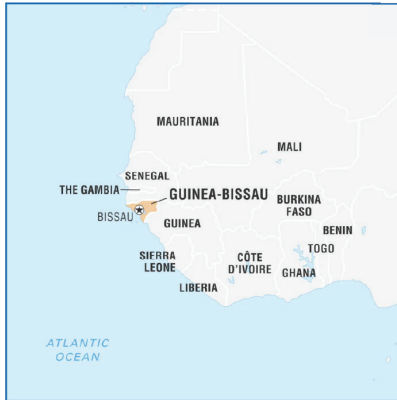 MAURITANIA
MALI
SENEGAL
THE GAMBIA
GUINEA-BISSAU
BISSAU
BURKINA
FASO
GUINEA
BENIN
TOGO
SIERRA
LEONE
CÔTE
D'IVOIRE
GHANA
LIBERIA
ATLANTIC
OCEAN